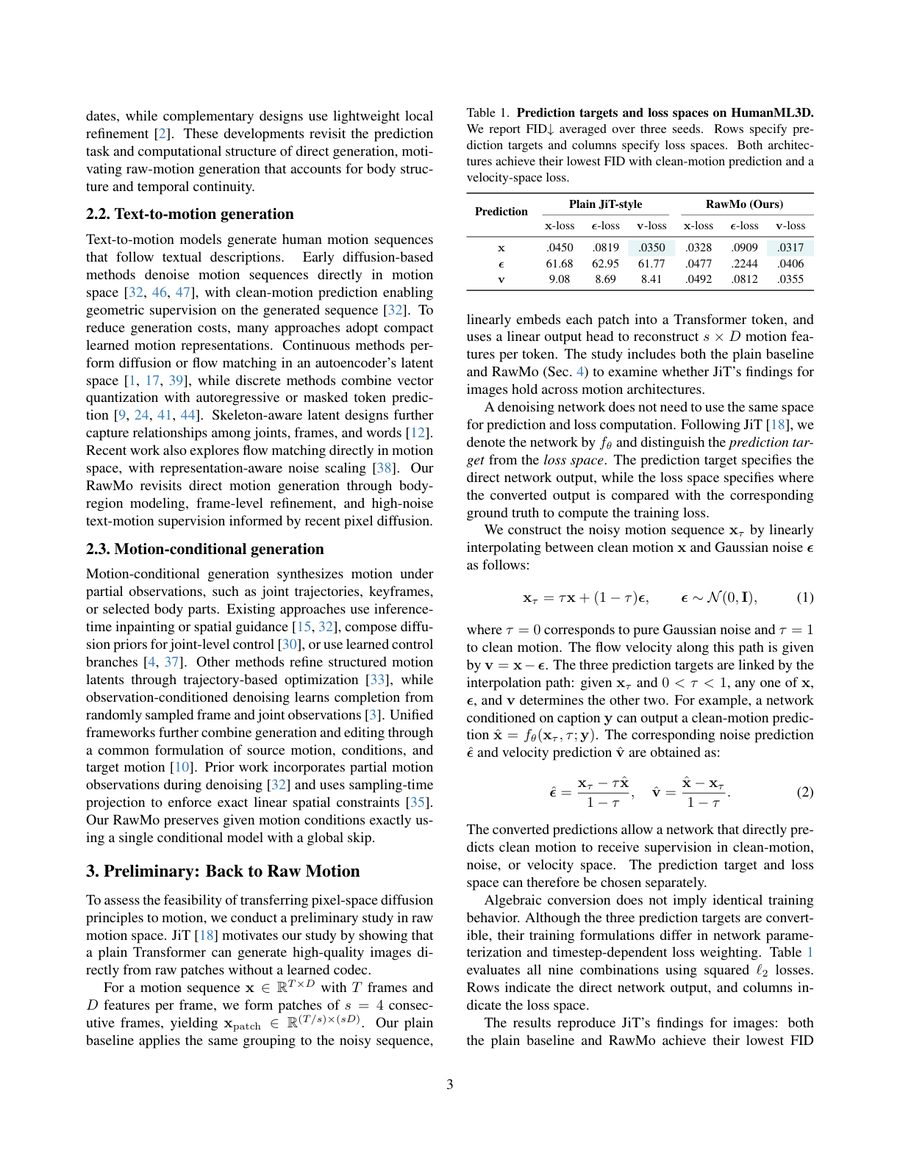 dates, while complementary designs use lightweight local
refinement [2]. These developments revisit the prediction
task and computational structure of direct generation, moti-
vating raw-motion generation that accounts for body struc-
ture and temporal continuity.
2.2. Text-to-motion generation
Text-to-motion models generate human motion sequences
that follow textual descriptions. Early diffusion-based
methods denoise motion sequences directly in motion
space [32, 46, 47], with clean-motion prediction enabling
geometric supervision on the generated sequence [32]. To
reduce generation costs, many approaches adopt compact
learned motion representations. Continuous methods per-
form diffusion or flow matching in an autoencoder's latent
space [1, 17, 39], while discrete methods combine vector
quantization with autoregressive or masked token predic-
tion [9, 24, 41, 44]. Skeleton-aware latent designs further
capture relationships among joints, frames, and words [12].
Recent work also explores flow matching directly in motion
space, with representation-aware noise scaling [38]. Our
RawMo revisits direct motion generation through body-
region modeling, frame-level refinement, and high-noise
text-motion supervision informed by recent pixel diffusion.
2.3. Motion-conditional generation
Motion-conditional generation synthesizes motion under
partial observations, such as joint trajectories, keyframes,
or selected body parts. Existing approaches use inference-
time inpainting or spatial guidance [15, 32], compose diffu-
sion priors for joint-level control [30], or use learned control
branches [4, 37]. Other methods refine structured motion
latents through trajectory-based optimization [33], while
observation-conditioned denoising learns completion from
randomly sampled frame and joint observations [3]. Unified
frameworks further combine generation and editing through
a common formulation of source motion, conditions, and
target motion [10]. Prior work incorporates partial motion
observations during denoising [32] and uses sampling-time
projection to enforce exact linear spatial constraints [35].
Our RawMo preserves given motion conditions exactly us-
ing a single conditional model with a global skip.
3. Preliminary: Back to Raw Motion
To assess the feasibility of transferring pixel-space diffusion
principles to motion, we conduct a preliminary study in raw
motion space. JiT [18] motivates our study by showing that
a plain Transformer can generate high-quality images di-
rectly from raw patches without a learned codec.
For a motion sequence x ∈ ℝ^{T×D} with T frames and
D features per frame, we form patches of s = 4 consec-
utive frames, yielding x_{patch} ∈ ℝ^{(T/s)×(sD)}. Our plain
baseline applies the same grouping to the noisy sequence,
Table 1. Prediction targets and loss spaces on HumanML3D.
We report FID↓ averaged over three seeds. Rows specify pre-
diction targets and columns specify loss spaces. Both architec-
tures achieve their lowest FID with clean-motion prediction and a
velocity-space loss.
Prediction Plain JiT-style RawMo (Ours)
x-loss ϵ-loss v-loss x-loss ϵ-loss v-loss
x .0450 .0819 .0350 .0328 .0909 .0317
ϵ 61.68 62.95 61.77 .0477 .2244 .0406
v 9.08 8.69 8.41 .0492 .0812 .0355
linearly embeds each patch into a Transformer token, and
uses a linear output head to reconstruct s × D motion fea-
tures per token. The study includes both the plain baseline
and RawMo (Sec. 4) to examine whether JiT's findings for
images hold across motion architectures.
A denoising network does not need to use the same space
for prediction and loss computation. Following JiT [18], we
denote the network by f_θ and distinguish the prediction tar-
get from the loss space. The prediction target specifies the
direct network output, while the loss space specifies where
the converted output is compared with the corresponding
ground truth to compute the training loss.
We construct the noisy motion sequence x_τ by linearly
interpolating between clean motion x and Gaussian noise ϵ
as follows:
x_τ = τx + (1 − τ)ϵ, ϵ ∼ 𝒩(0, I), (1)
where τ = 0 corresponds to pure Gaussian noise and τ = 1
to clean motion. The flow velocity along this path is given
by v = x − ϵ. The three prediction targets are linked by the
interpolation path: given x_τ and 0 < τ < 1, any one of x,
ϵ, and v determines the other two. For example, a network
conditioned on caption y can output a clean-motion predic-
tion x̂ = f_θ(x_τ, τ; y). The corresponding noise prediction
ϵ̂ and velocity prediction v̂ are obtained as:
ϵ̂ = (x_τ − τx̂)/(1 − τ), v̂ = (x̂ − x_τ)/(1 − τ). (2)
The converted predictions allow a network that directly pre-
dicts clean motion to receive supervision in clean-motion,
noise, or velocity space. The prediction target and loss
space can therefore be chosen separately.
Algebraic conversion does not imply identical training
behavior. Although the three prediction targets are convert-
ible, their training formulations differ in network parame-
terization and timestep-dependent loss weighting. Table 1
evaluates all nine combinations using squared ℓ₂ losses.
Rows indicate the direct network output, and columns in-
dicate the loss space.
The results reproduce JiT's findings for images: both
the plain baseline and RawMo achieve their lowest FID
3